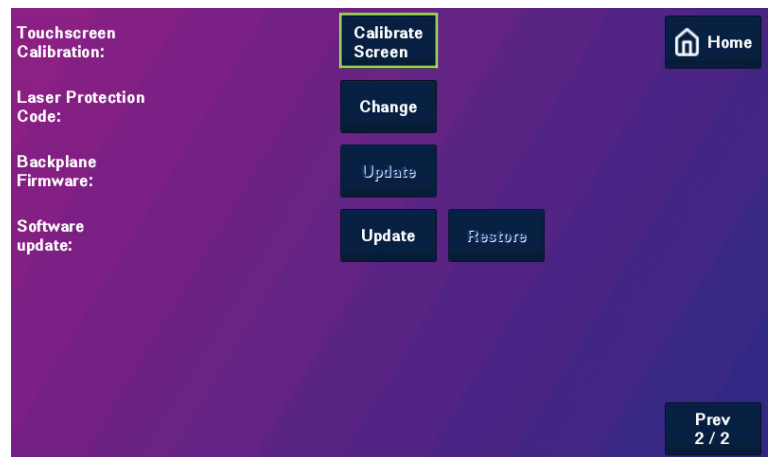 Touchscreen
Calibration:
Calibrate
Screen
Home
Laser Protection
Code:
Change
Backplane
Firmware:
Update
Software
update:
Update
Restore
Prev
2 / 2